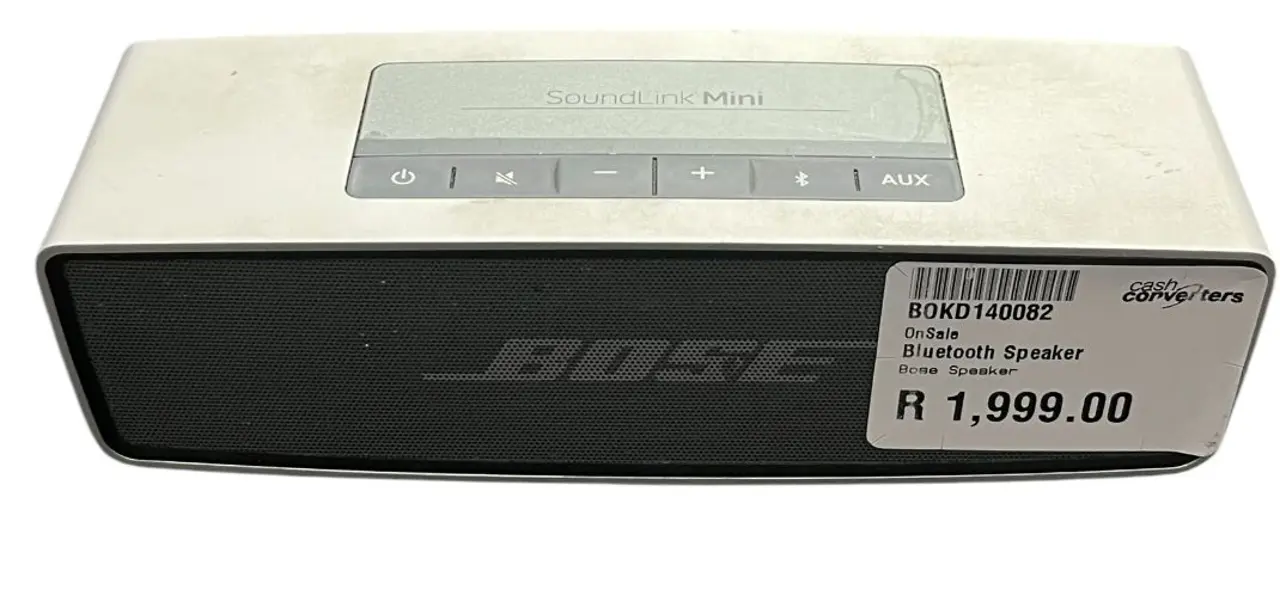 SoundLink Mini
AUX
BOSE
cash
converters
BOKD140082
OnSale
Bluetooth Speaker
Bose Speaker
R 1,999.00